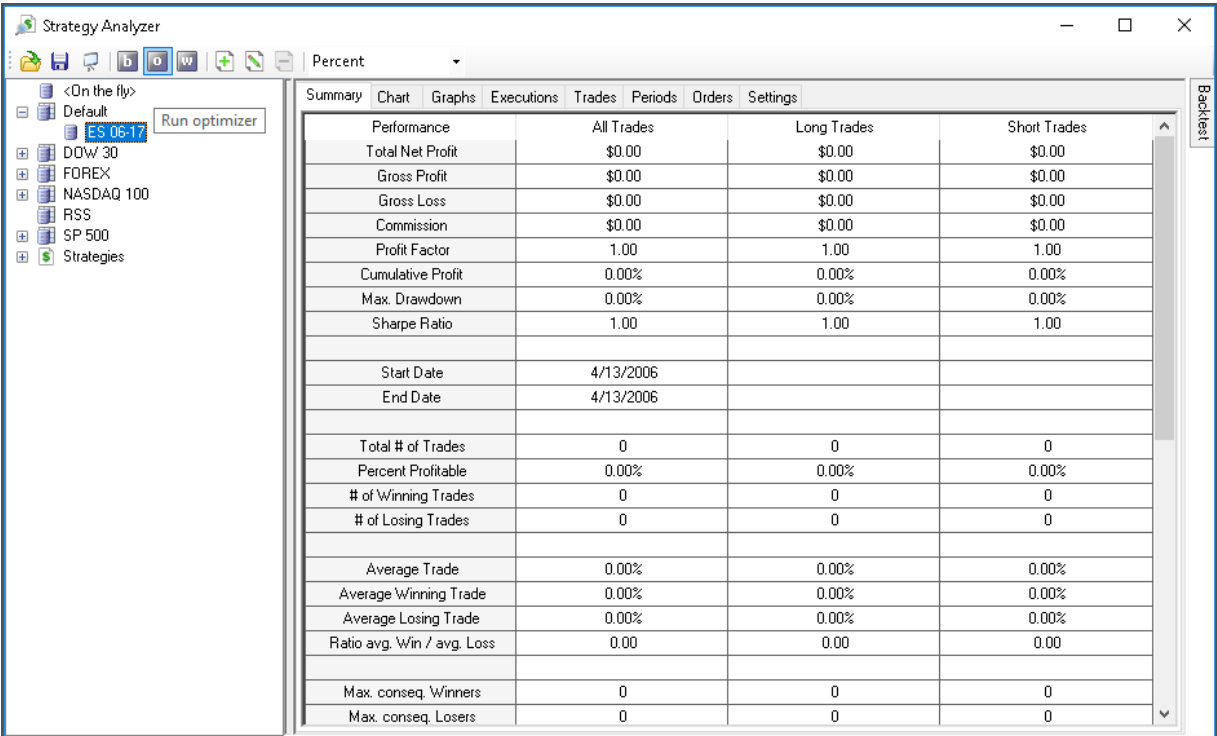 Strategy Analyzer
b o w Percent
<On the fly>
Default
Run optimizer
ES 06-17
DOW 30
FOREX
NASDAQ 100
RSS
SP 500
$ Strategies
Summary Chart Graphs Executions Trades Periods Orders Settings
Performance All Trades Long Trades Short Trades
Total Net Profit $0.00 $0.00 $0.00
Gross Profit $0.00 $0.00 $0.00
Gross Loss $0.00 $0.00 $0.00
Commission $0.00 $0.00 $0.00
Profit Factor 1.00 1.00 1.00
Cumulative Profit 0.00% 0.00% 0.00%
Max. Drawdown 0.00% 0.00% 0.00%
Sharpe Ratio 1.00 1.00 1.00
Start Date 4/13/2006
End Date 4/13/2006
Total # of Trades 0 0 0
Percent Profitable 0.00% 0.00% 0.00%
# of Winning Trades 0 0 0
# of Losing Trades 0 0 0
Average Trade 0.00% 0.00% 0.00%
Average Winning Trade 0.00% 0.00% 0.00%
Average Losing Trade 0.00% 0.00% 0.00%
Ratio avg. Win / avg. Loss 0.00 0.00 0.00
Max. conseq. Winners 0 0 0
Max. conseq. Losers 0 0 0
Backtest